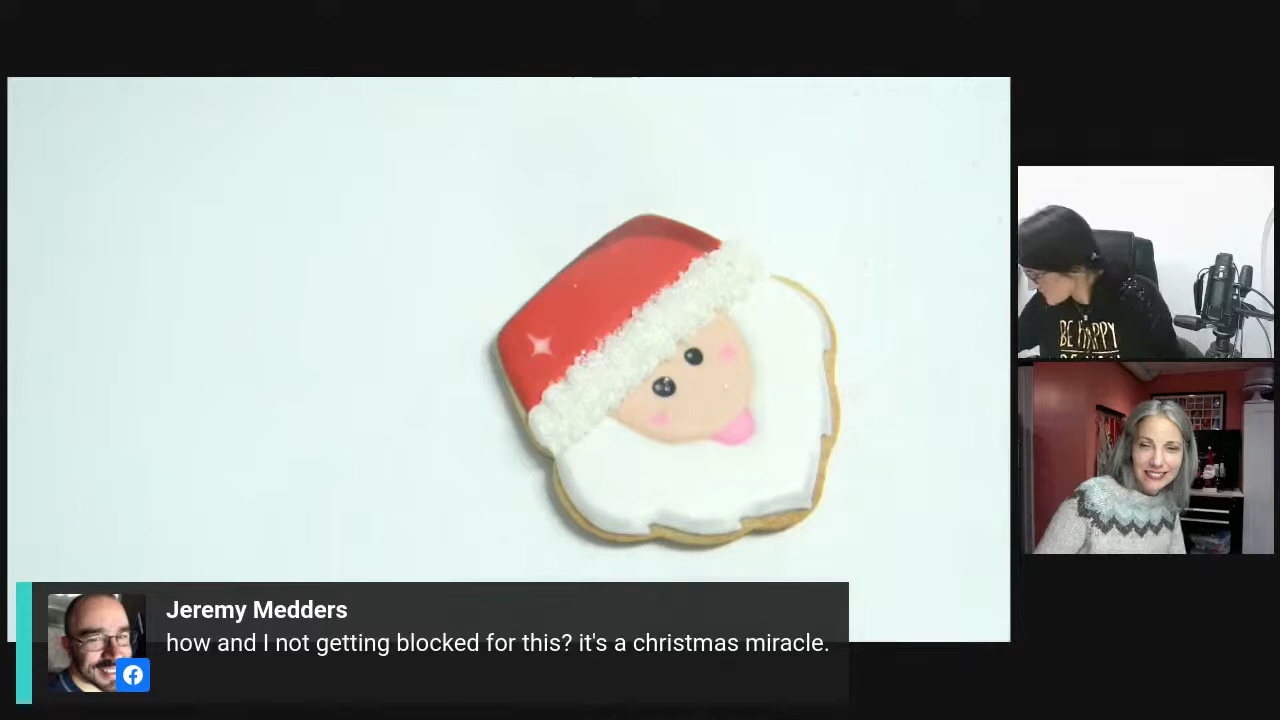 BE HAPPY
Jeremy Medders
how and I not getting blocked for this? it's a christmas miracle.